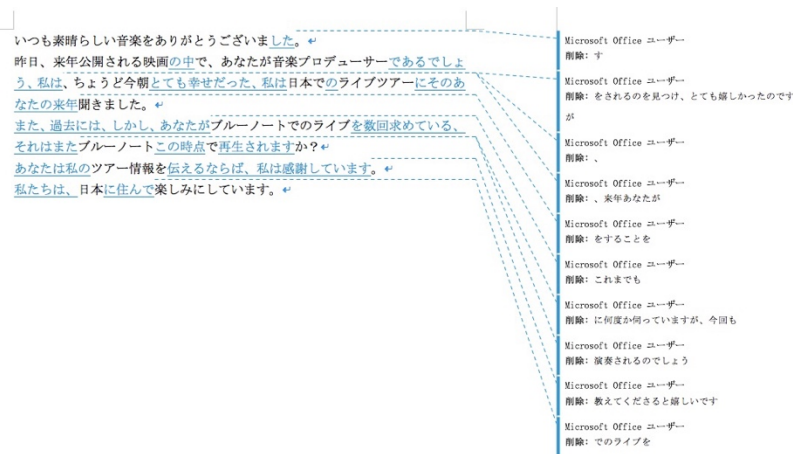 いつも素晴らしい音楽をありがとうございました。
昨日、来年公開される映画の中で、あなたが音楽プロデューサーであるでしょ
う、私は、ちょうど今朝とても幸せだった、私は日本でのライブツアーにそのあ
なたの来年開きました。
また、過去には、しかし、あなたがブルーノートでのライブを数回求めている、
それはまたブルーノートこの時点で再生されますか？
あなたは私のツアー情報を伝えるならば、私は感謝しています。
私たちは、日本に住んで楽しみにしています。
Microsoft Office ユーザー
削除: す
Microsoft Office ユーザー
削除: をされるのを見つけ、とても嬉しかったのです
が
Microsoft Office ユーザー
削除: 、
Microsoft Office ユーザー
削除: 、来年あなたが
Microsoft Office ユーザー
削除: をすることを
Microsoft Office ユーザー
削除: これまでも
Microsoft Office ユーザー
削除: に何度か伺っていますが、今回も
Microsoft Office ユーザー
削除: 演奏されるのでしょう
Microsoft Office ユーザー
削除: 教えてくださると嬉しいです
Microsoft Office ユーザー
削除: でのライブを